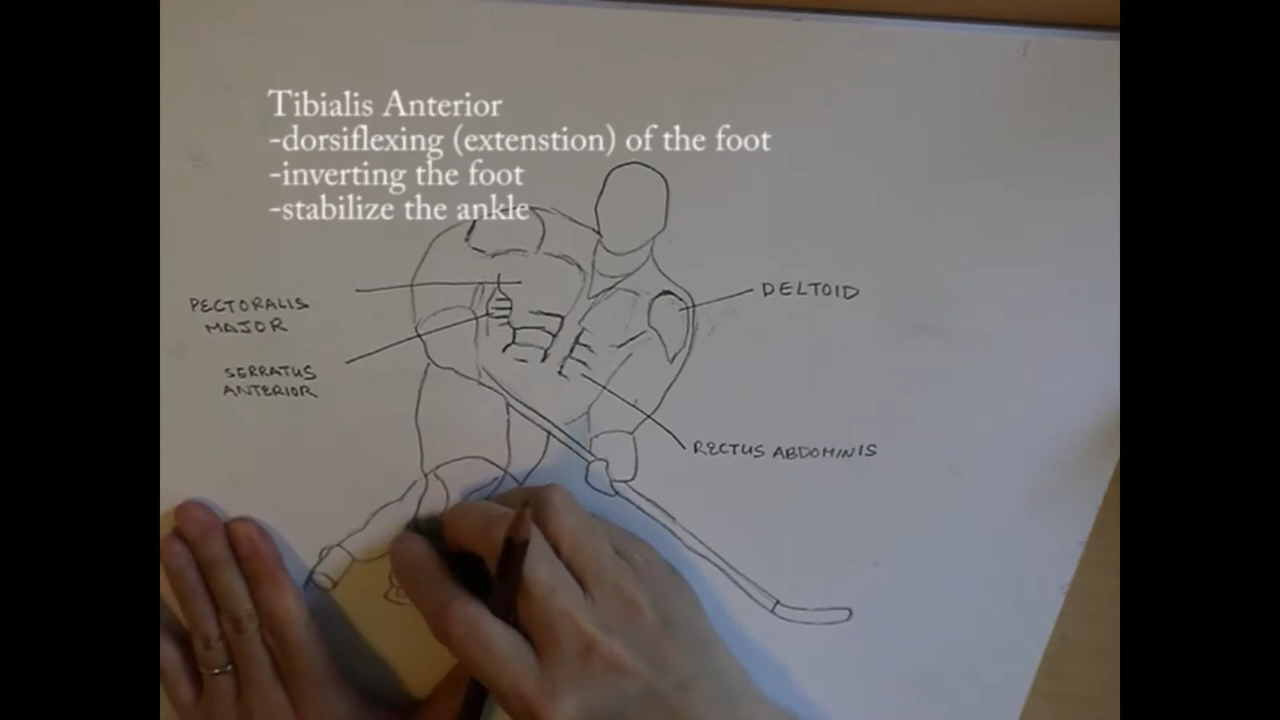 Tibialis Anterior
-dorsiflexing (extenstion) of the foot
-inverting the foot
-stabilize the ankle
PECTORALIS
MAJOR
DELTOID
SERRATUS
ANTERIOR
RECTUS ABDOMINIS